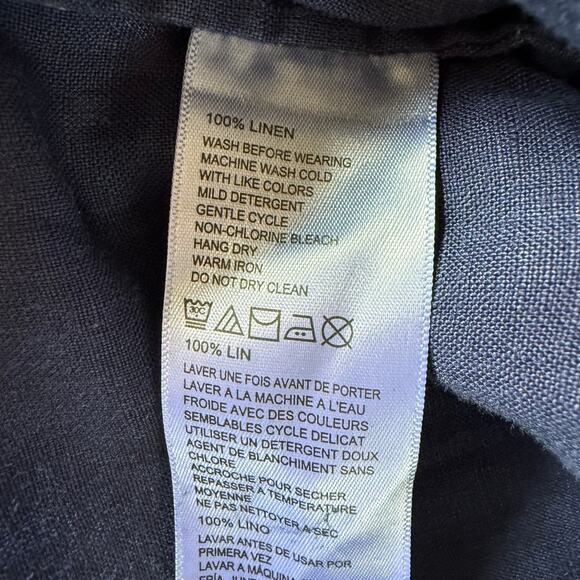 100% LINEN
WASH BEFORE WEARING
MACHINE WASH COLD
WITH LIKE COLORS
MILD DETERGENT
GENTLE CYCLE
NON-CHLORINE BLEACH
HANG DRY
WARM IRON
DO NOT DRY CLEAN
30C
100% LIN
LAVER UNE FOIS AVANT DE PORTER
LAVER A LA MACHINE A L'EAU
FROIDE AVEC DES COULEURS
SEMBLABLES CYCLE DELICAT
UTILISER UN DETERGENT DOUX
AGENT DE BLANCHIMENT SANS
CHLORE
ACCROCHE POUR SECHER
REPASSER A TEMPERATURE
MOYENNE
NE PAS NETTOYER A SEC
100% LINO
LAVAR ANTES DE USAR POR
PRIMERA VEZ
LAVAR A MÁQUINA
FRÍA